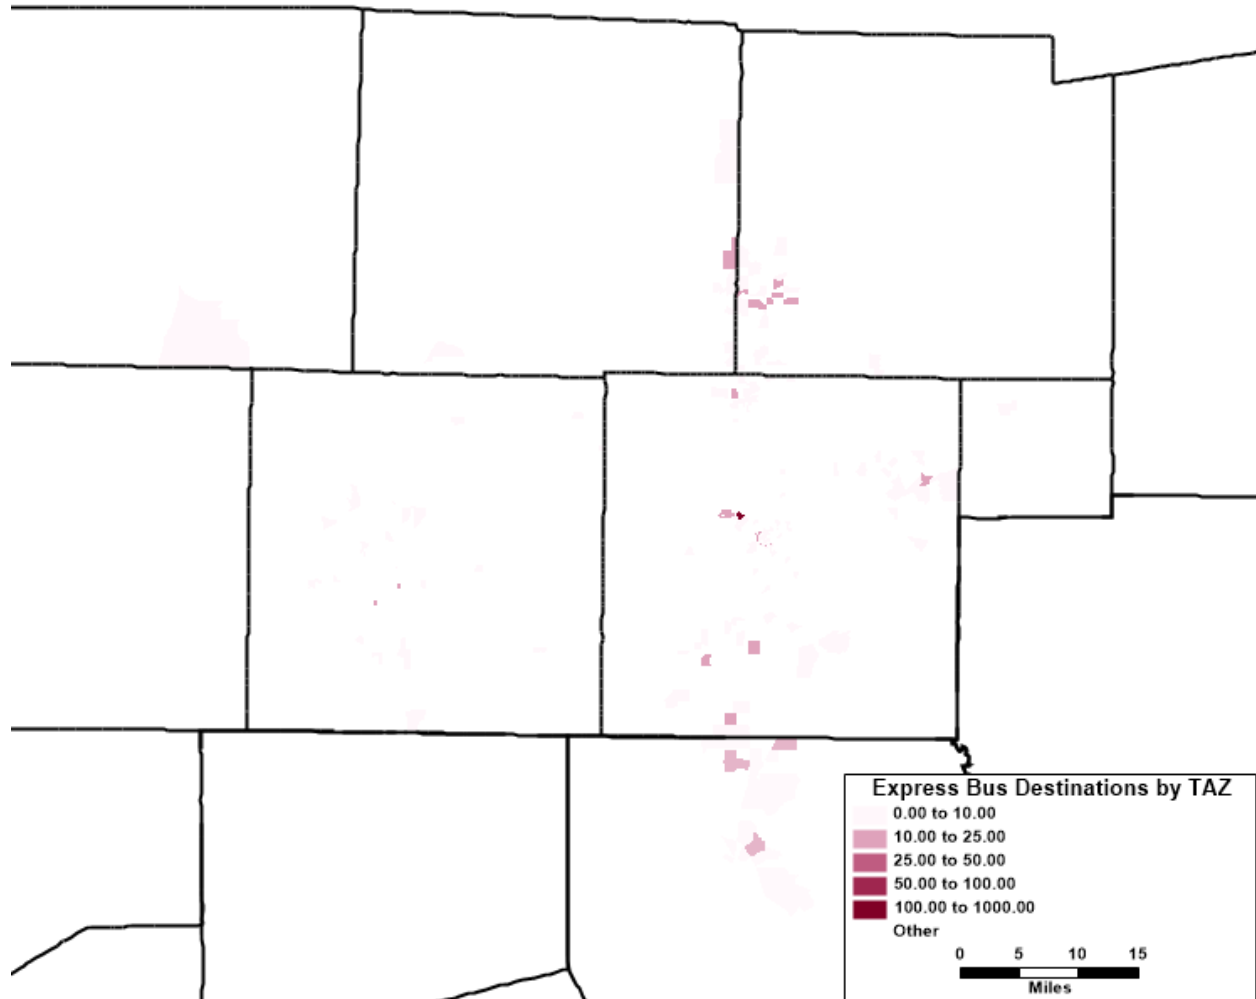 Express Bus Destinations by TAZ
0.00 to 10.00
10.00 to 25.00
25.00 to 50.00
50.00 to 100.00
100.00 to 1000.00
Other
0 5 10 15
Miles